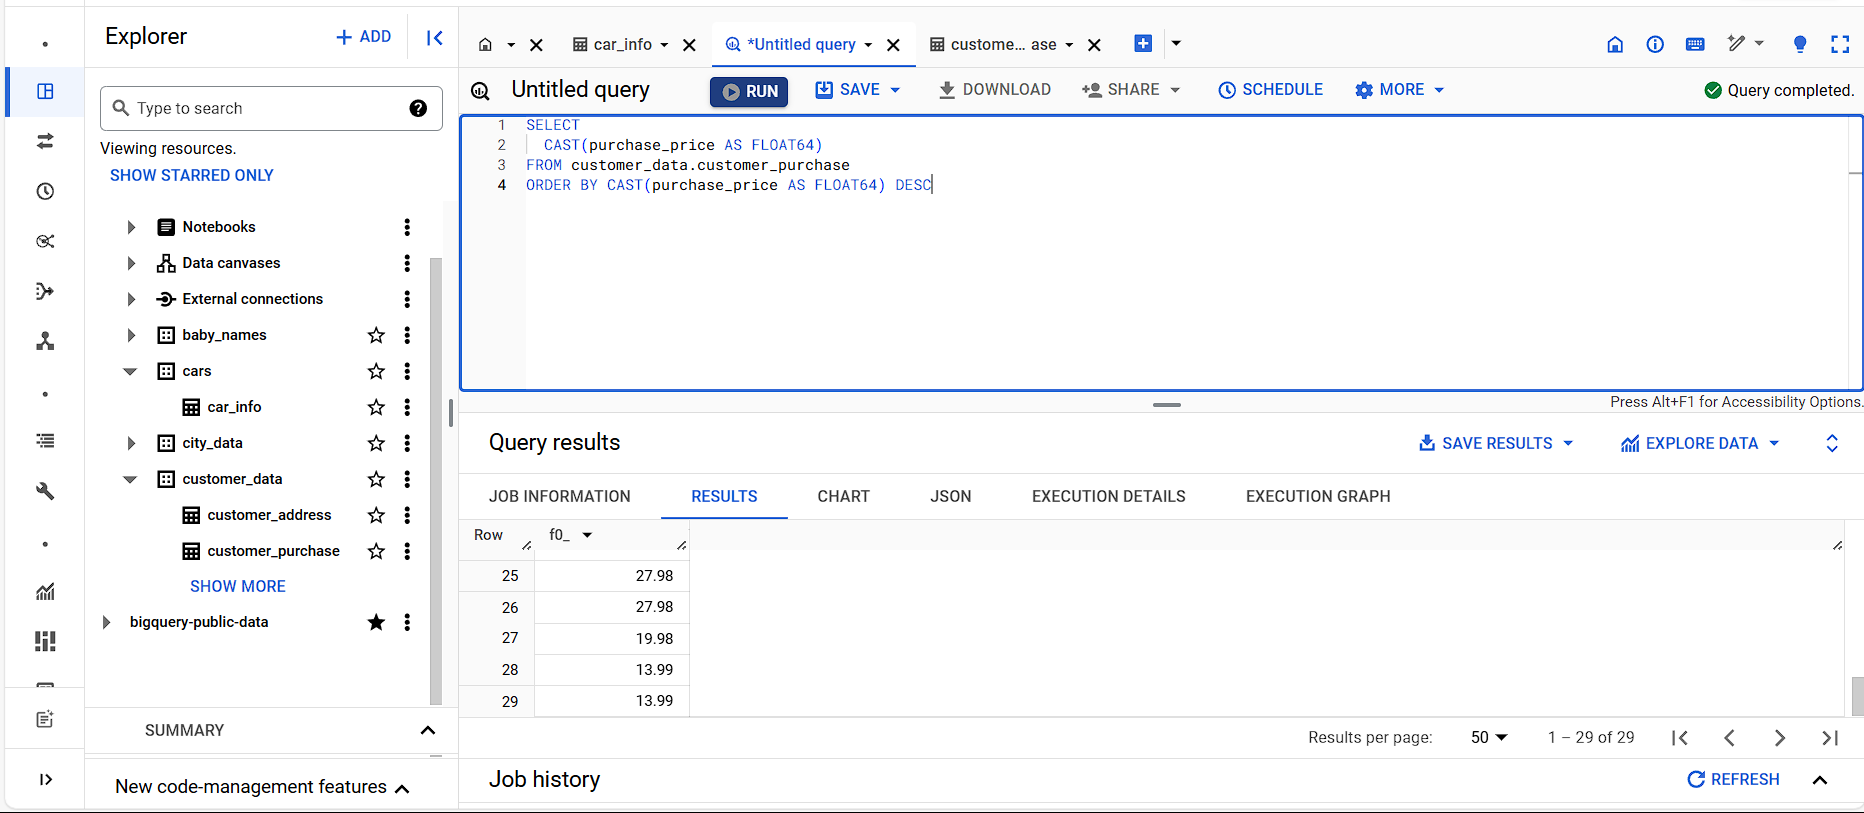 Explorer
+ ADD
Type to search
Viewing resources.
SHOW STARRED ONLY
Notebooks
Data canvases
External connections
baby_names
cars
car_info
city_data
customer_data
customer_address
customer_purchase
SHOW MORE
bigquery-public-data
SUMMARY
New code-management features
car_info
*Untitled query
custome... ase
Untitled query
RUN
SAVE
DOWNLOAD
SHARE
SCHEDULE
MORE
Query completed.
1 SELECT
2 CAST(purchase_price AS FLOAT64)
3 FROM customer_data.customer_purchase
4 ORDER BY CAST(purchase_price AS FLOAT64) DESC
Press Alt+F1 for Accessibility Options.
Query results
SAVE RESULTS
EXPLORE DATA
JOB INFORMATION
RESULTS
CHART
JSON
EXECUTION DETAILS
EXECUTION GRAPH
Row f0_
25 27.98
26 27.98
27 19.98
28 13.99
29 13.99
Results per page: 50 1 – 29 of 29
Job history
REFRESH